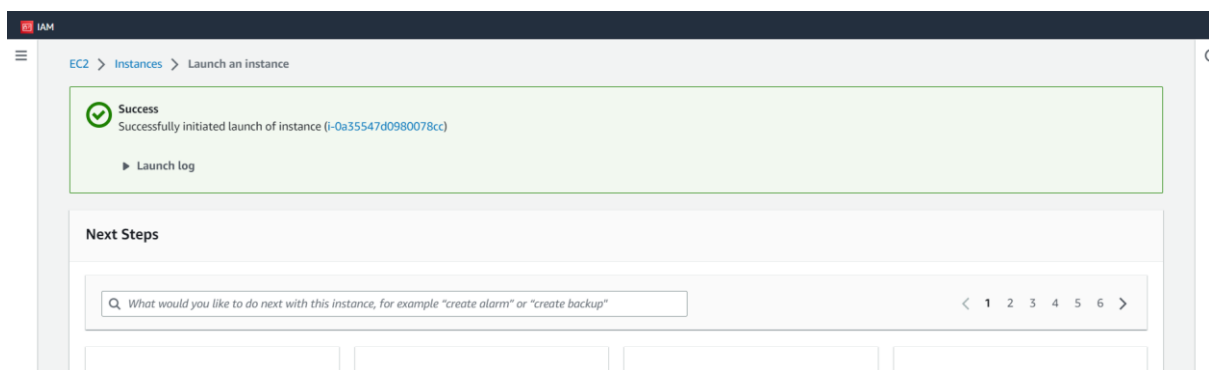 IAM
EC2 > Instances > Launch an instance
Success
Successfully initiated launch of instance (i-0a35547d0980078cc)
▶ Launch log
Next Steps
What would you like to do next with this instance, for example "create alarm" or "create backup"
< 1 2 3 4 5 6 >